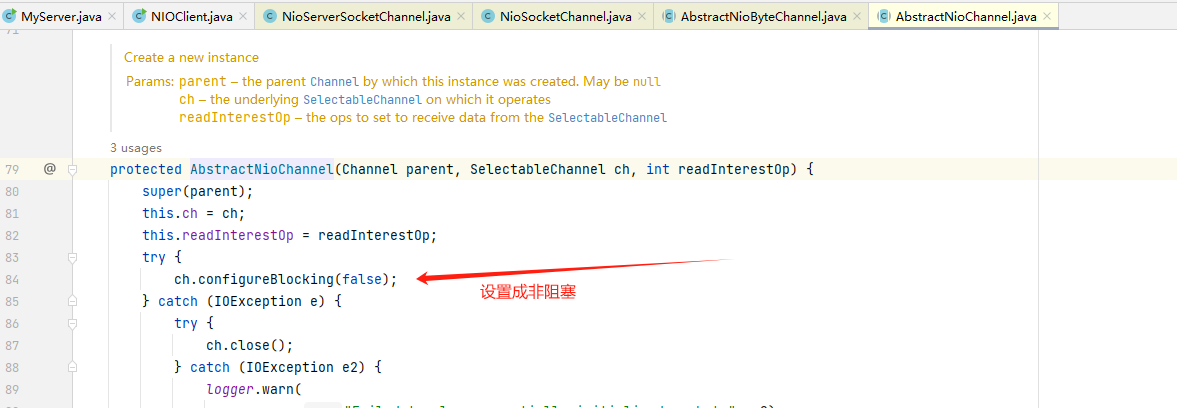 MyServer.java NIOClient.java NioServerSocketChannel.java NioSocketChannel.java AbstractNioByteChannel.java AbstractNioChannel.java
71
Create a new instance
Params: parent – the parent Channel by which this instance was created. May be null
ch – the underlying SelectableChannel on which it operates
readInterestOp – the ops to set to receive data from the SelectableChannel
3 usages
79 @ protected AbstractNioChannel(Channel parent, SelectableChannel ch, int readInterestOp) {
80 super(parent);
81 this.ch = ch;
82 this.readInterestOp = readInterestOp;
83 try {
84 ch.configureBlocking(false);
设置成非阻塞
85 } catch (IOException e) {
86 try {
87 ch.close();
88 } catch (IOException e2) {
89 logger.warn(